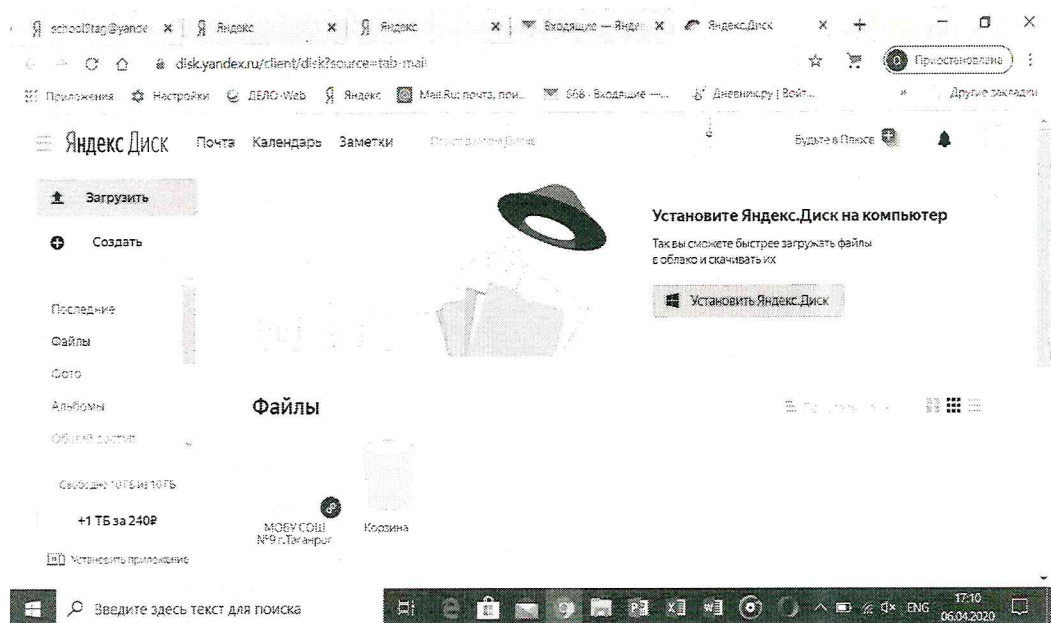 Яндекс
Яндекс
Входящие — Яндек
Яндекс.Диск
disk.yandex.ru/client/disk?source=tab-mail
Приостановлена
Приложения
Настройки
ДЕЛО-Web
Яндекс
Mail.Ru: почта, пои...
668 · Входящие —...
Дневник.ру | Войт...
»
Другие закладки
Яндекс Диск
Почта
Календарь
Заметки
Будьте в Плюсе
Загрузить
Установите Яндекс.Диск на компьютер
Так вы сможете быстрее загружать файлы
в облако и скачивать их
Создать
Установить Яндекс.Диск
Последние
Файлы
Фото
Альбомы
Общий доступ
Файлы
Свободно 10 ГБ из 10 ГБ
+1 ТБ за 240₽
МОБУ СОШ
№9 г.Таганрог
Корзина
Установить приложение
Введите здесь текст для поиска
ENG
17:10
06.04.2020